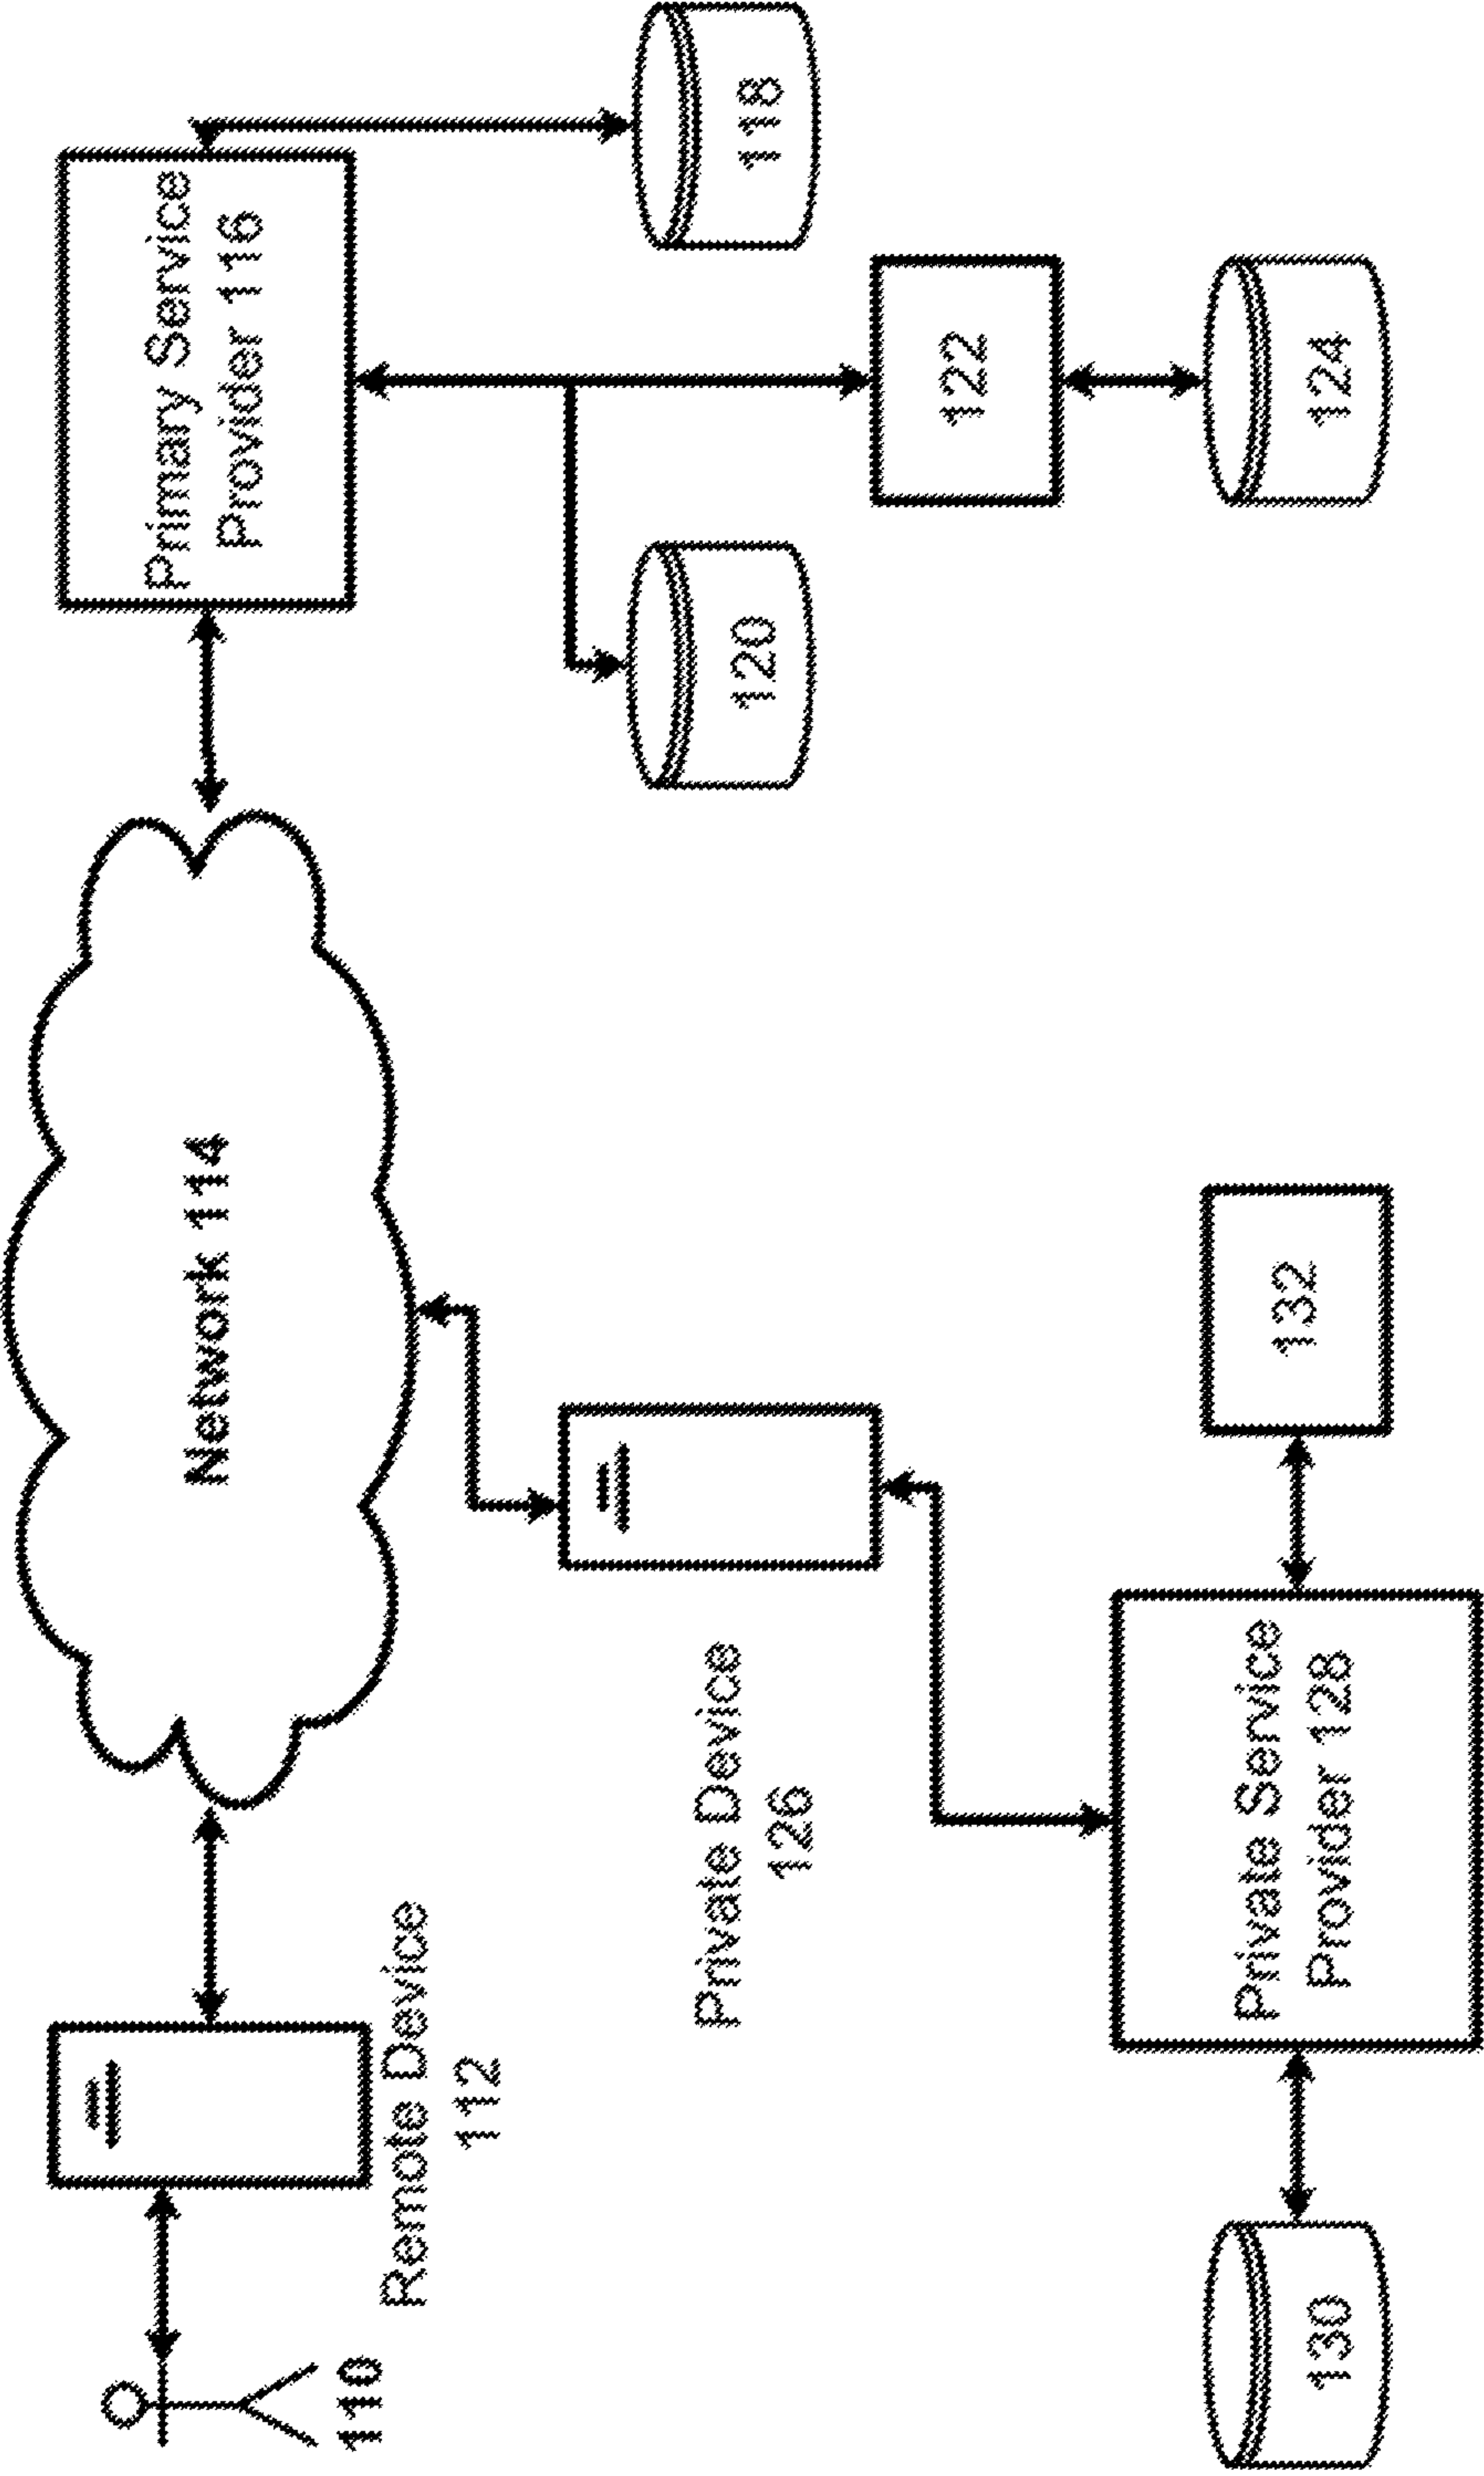 110
Remote Device
112
Network 114
Primary Service
Provider 116
118
120
122
124
Private Device
126
Private Service
Provider 128
130
132